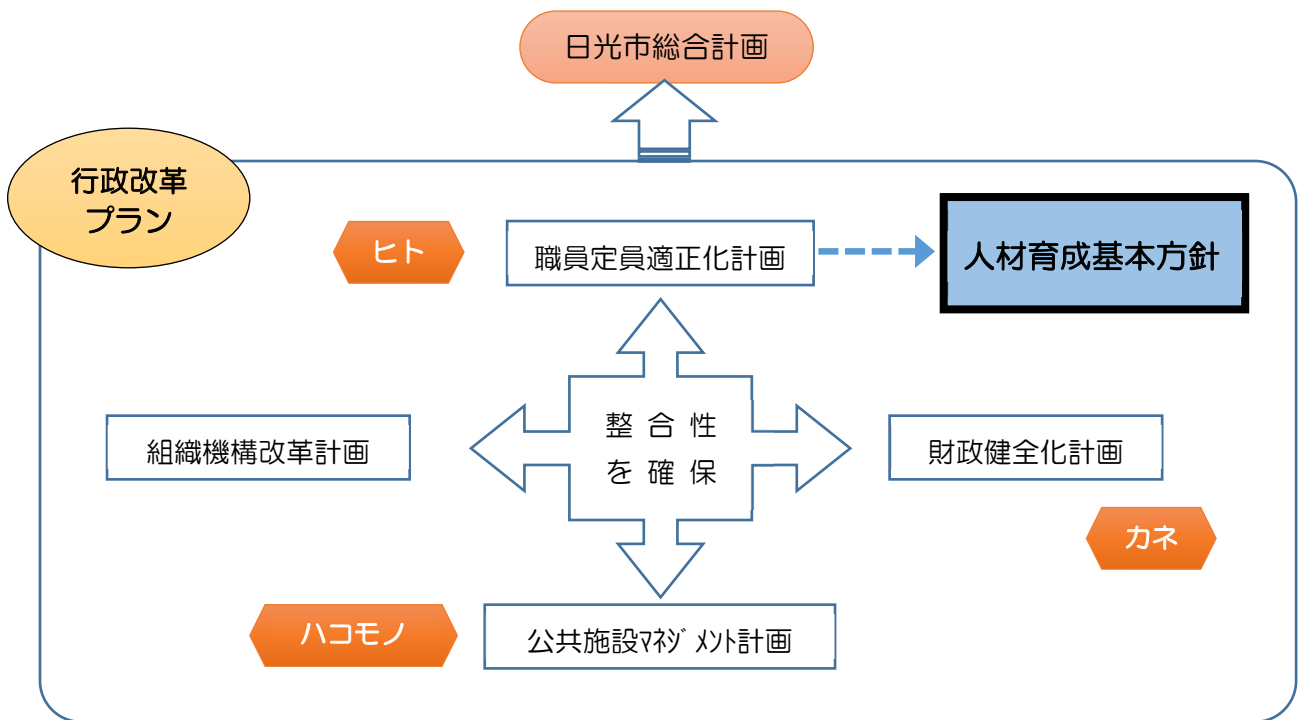 日光市総合計画
行政改革
プラン
ヒト
職員定員適正化計画
人材育成基本方針
整合性
を確保
組織機構改革計画
財政健全化計画
カネ
ハコモノ
公共施設ﾏﾈｼﾞﾒﾝﾄ計画